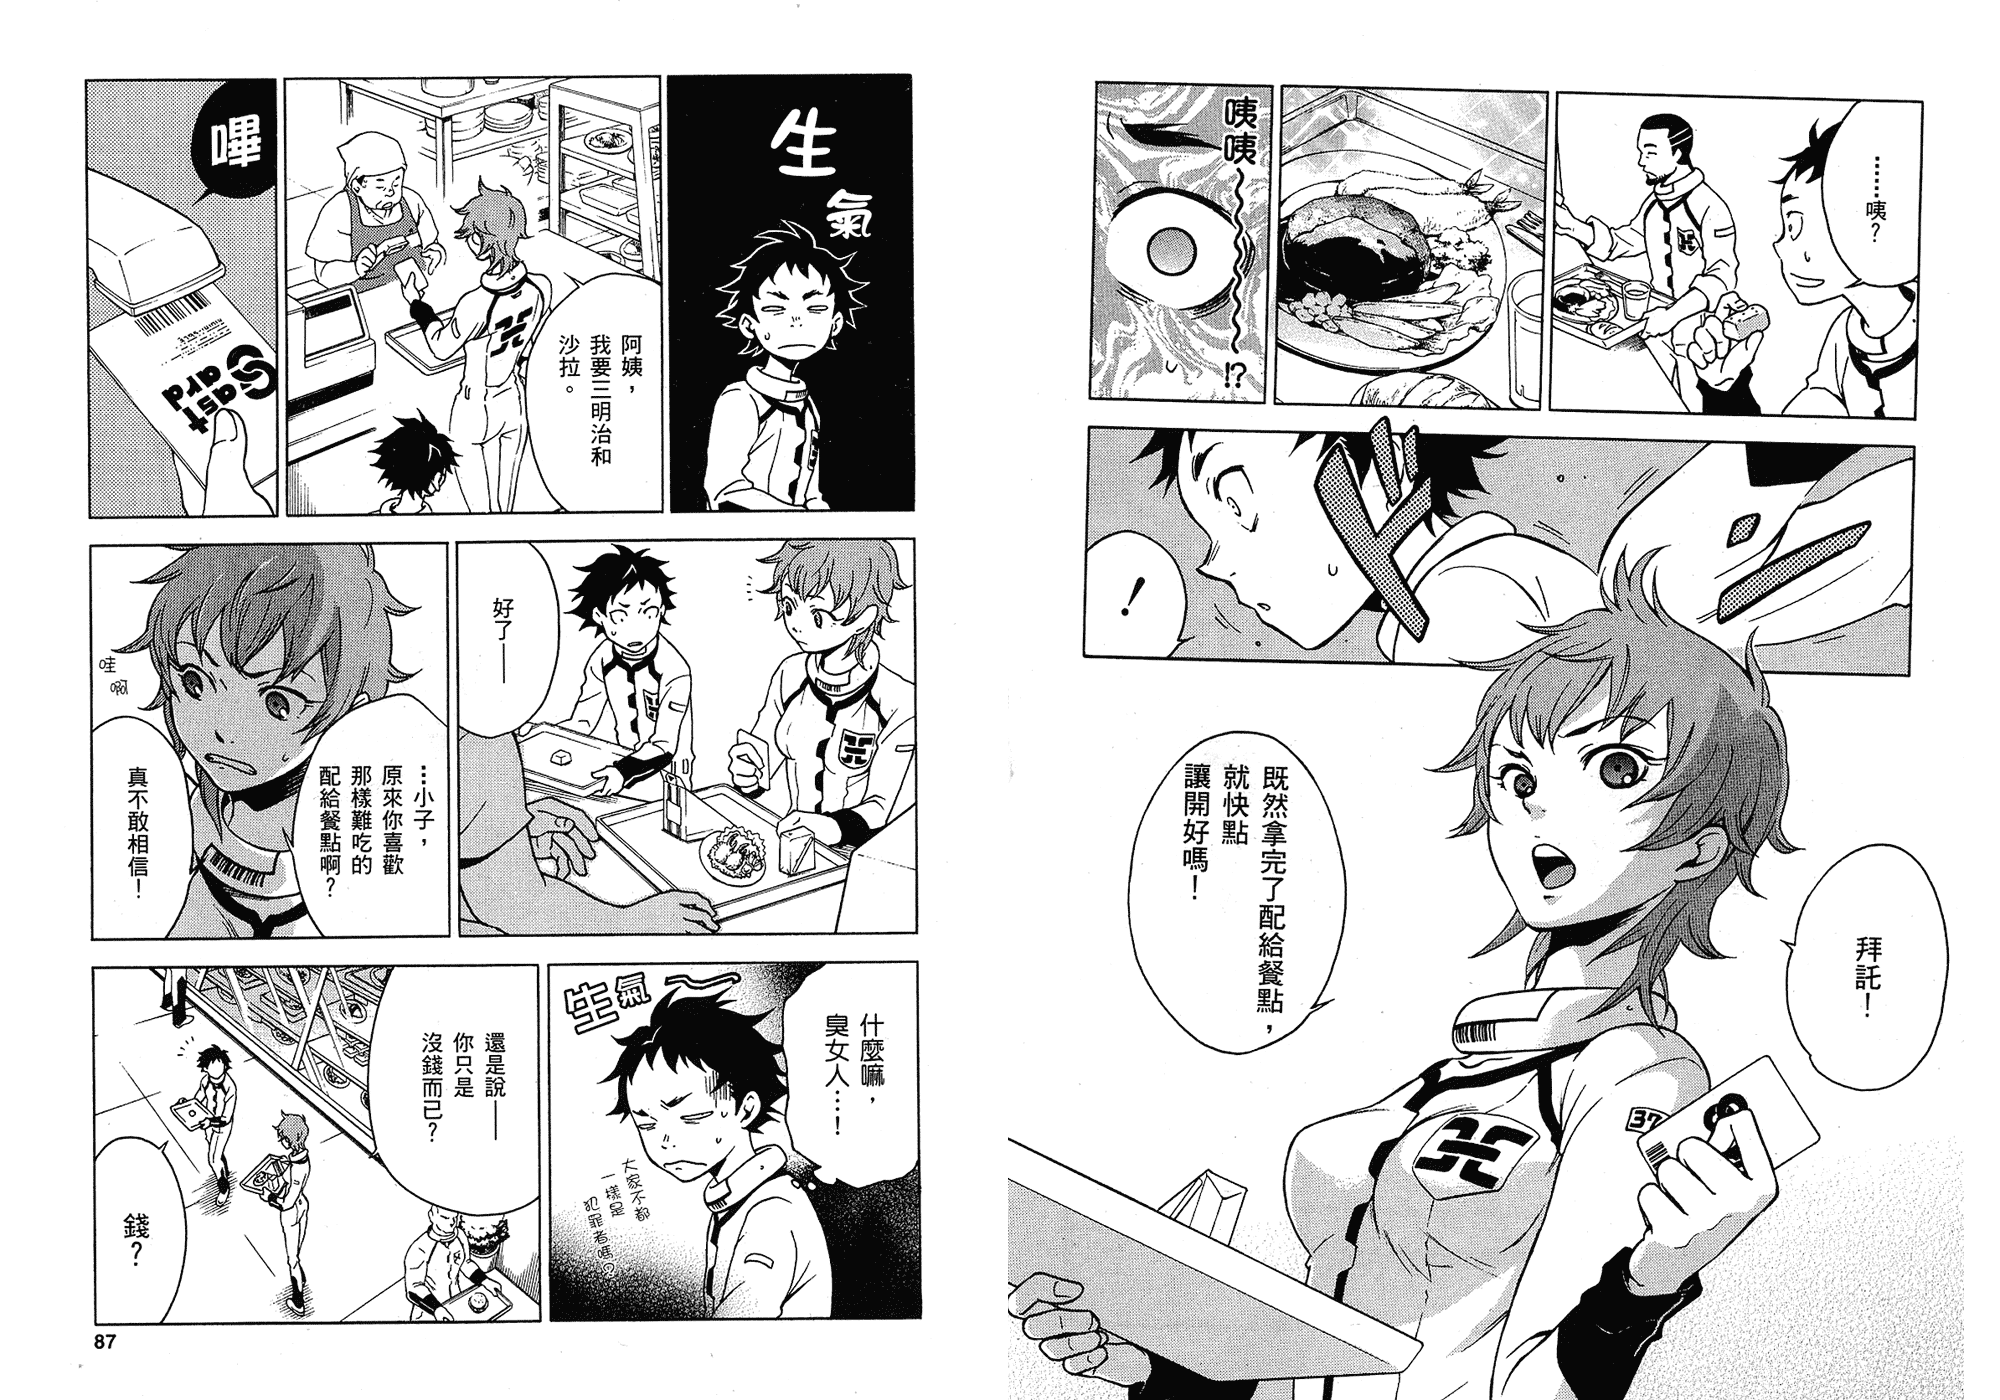 ……咦?
咦咦～～～～!?
!
拜託!
既然拿完了配給餐點,
就快點
讓開好嗎!
37
生
氣
阿姨,
我要三明治和
沙拉。
嗶
Cast
Card
好了——
…小子,
原來你喜歡
那樣難吃的
配給餐點啊?
哇
啊
真不敢相信!
什麼嘛,
臭女人…!
生氣～
大家不都
一樣是
犯罪者嗎?
還是說——
你只是
沒錢而已?
錢?
87